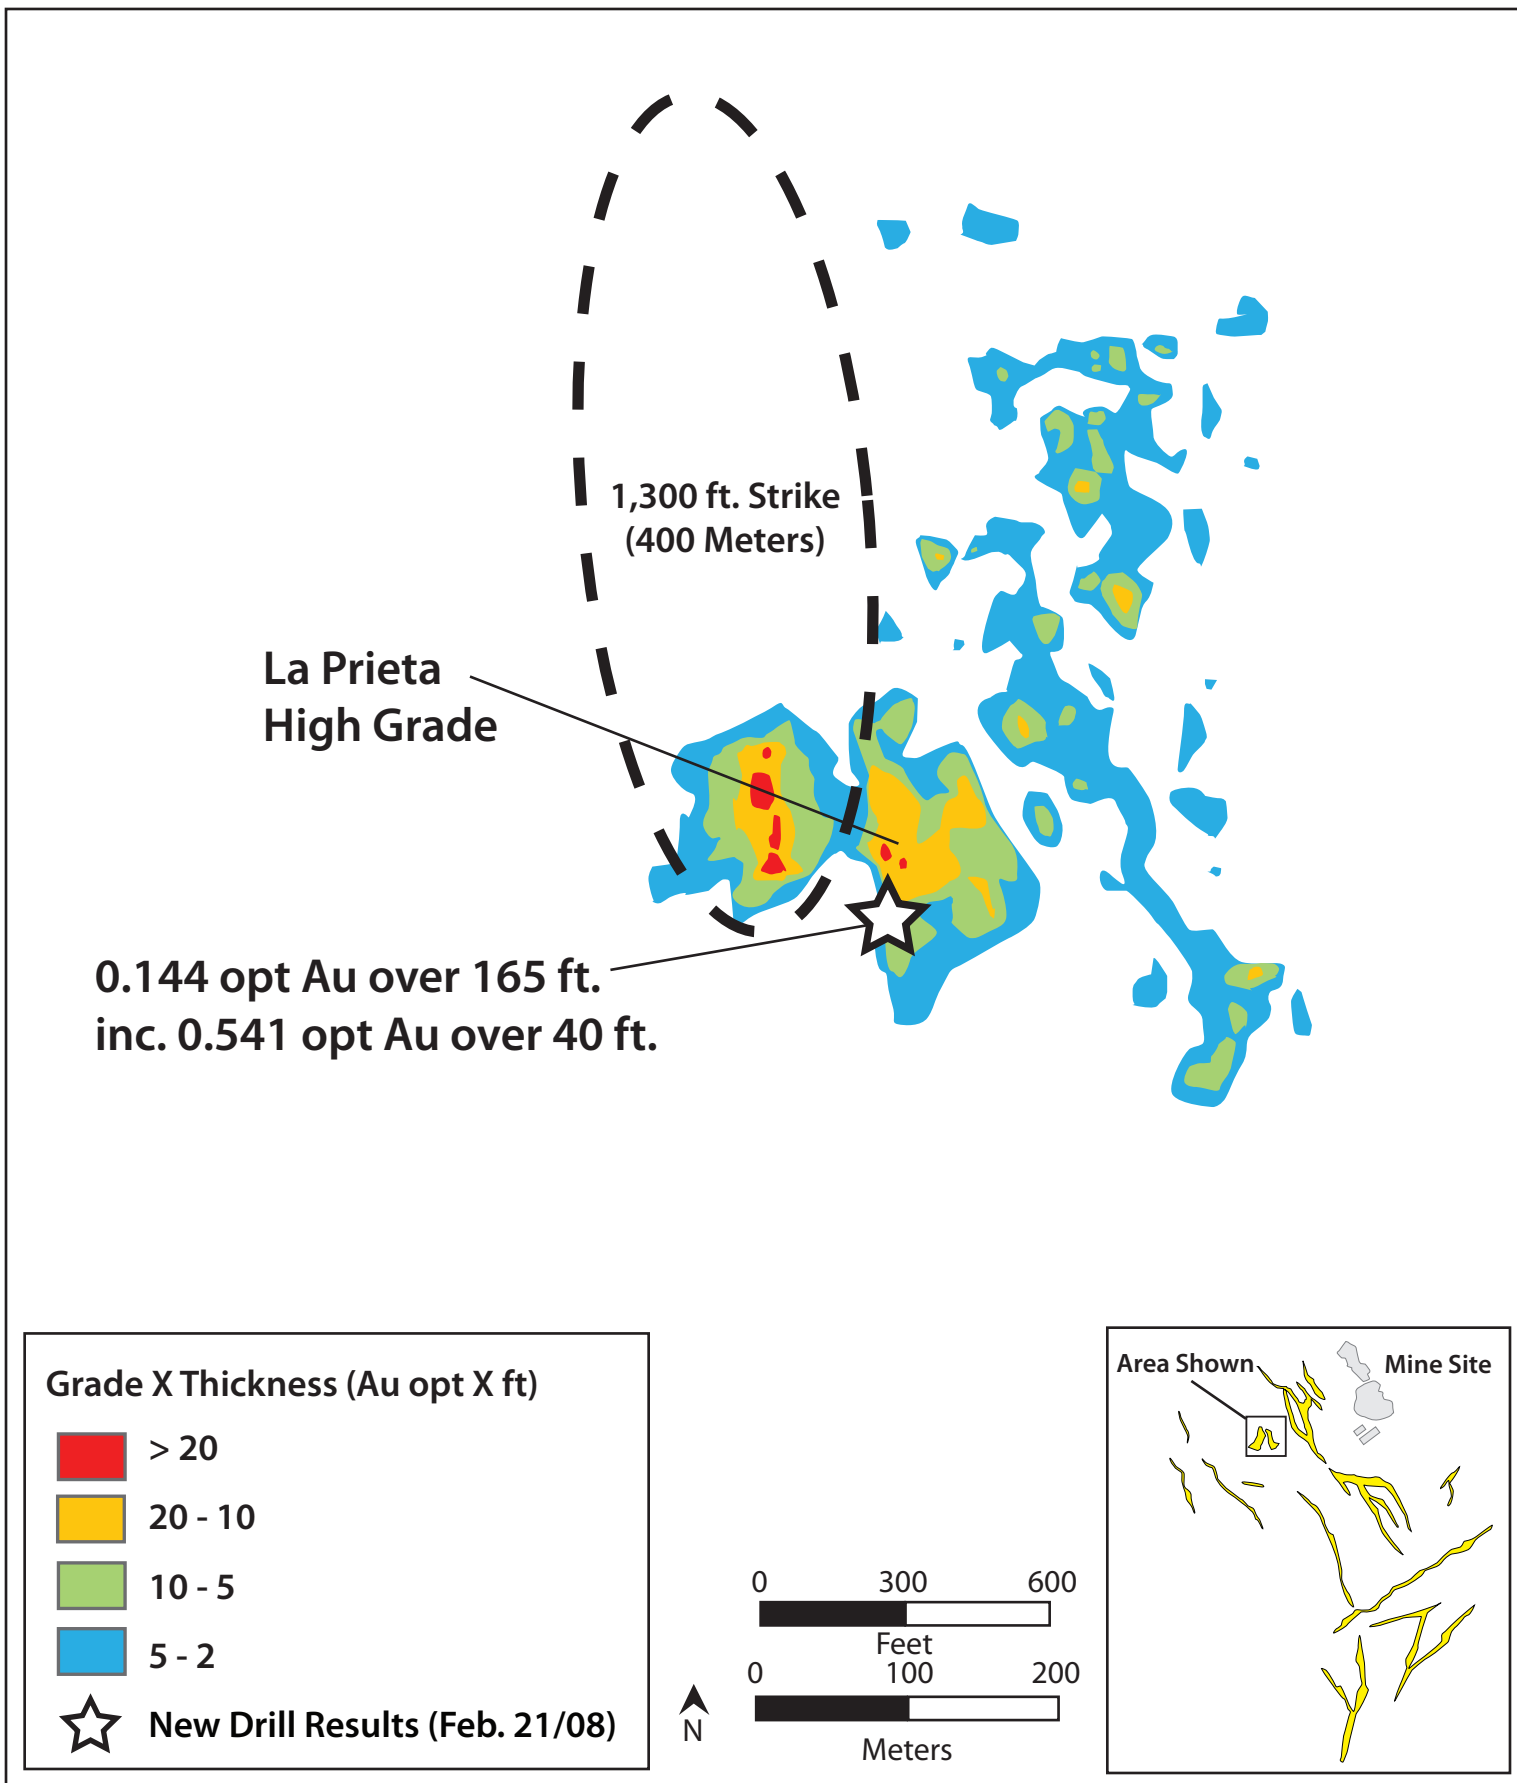 1,300 ft. Strike
(400 Meters)
La Prieta
High Grade
0.144 opt Au over 165 ft.
inc. 0.541 opt Au over 40 ft.
Grade X Thickness (Au opt X ft)
> 20
20 - 10
10 - 5
5 - 2
New Drill Results (Feb. 21/08)
N
0 300 600
Feet
0 100 200
Meters
Area Shown
Mine Site